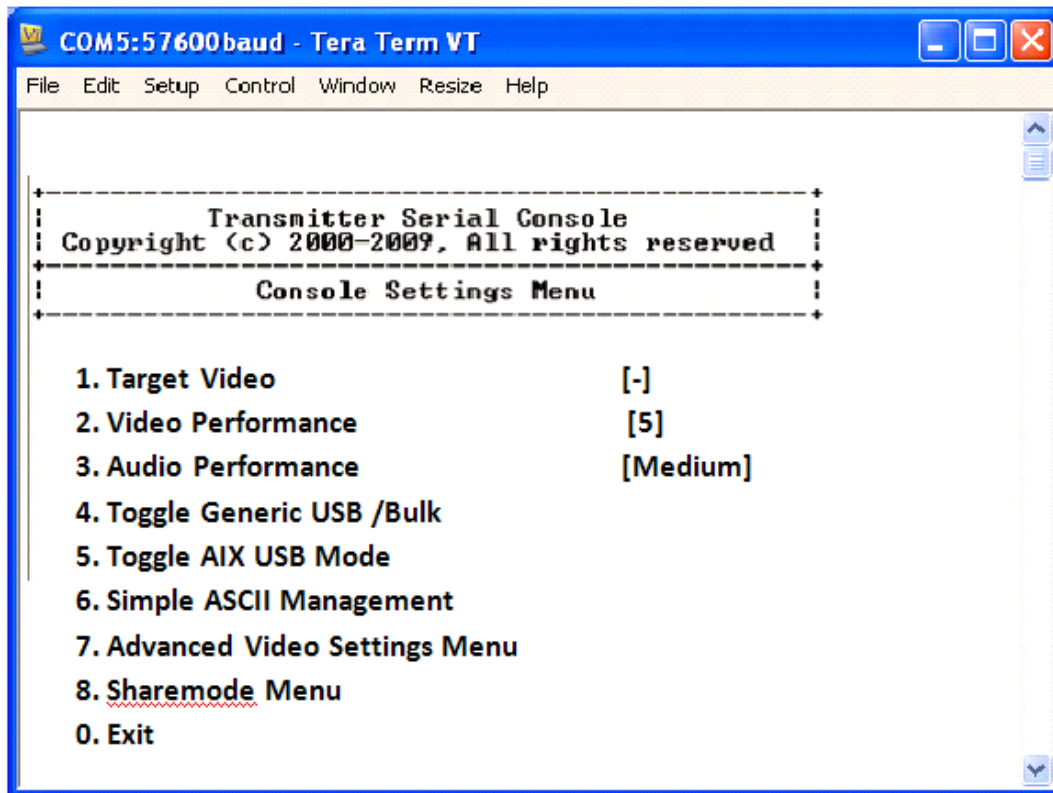 COM5:57600baud - Tera Term VT
File Edit Setup Control Window Resize Help
Transmitter Serial Console
Copyright (c) 2000-2009, All rights reserved
Console Settings Menu
1. Target Video [-]
2. Video Performance [5]
3. Audio Performance [Medium]
4. Toggle Generic USB /Bulk
5. Toggle AIX USB Mode
6. Simple ASCII Management
7. Advanced Video Settings Menu
8. Sharemode Menu
0. Exit